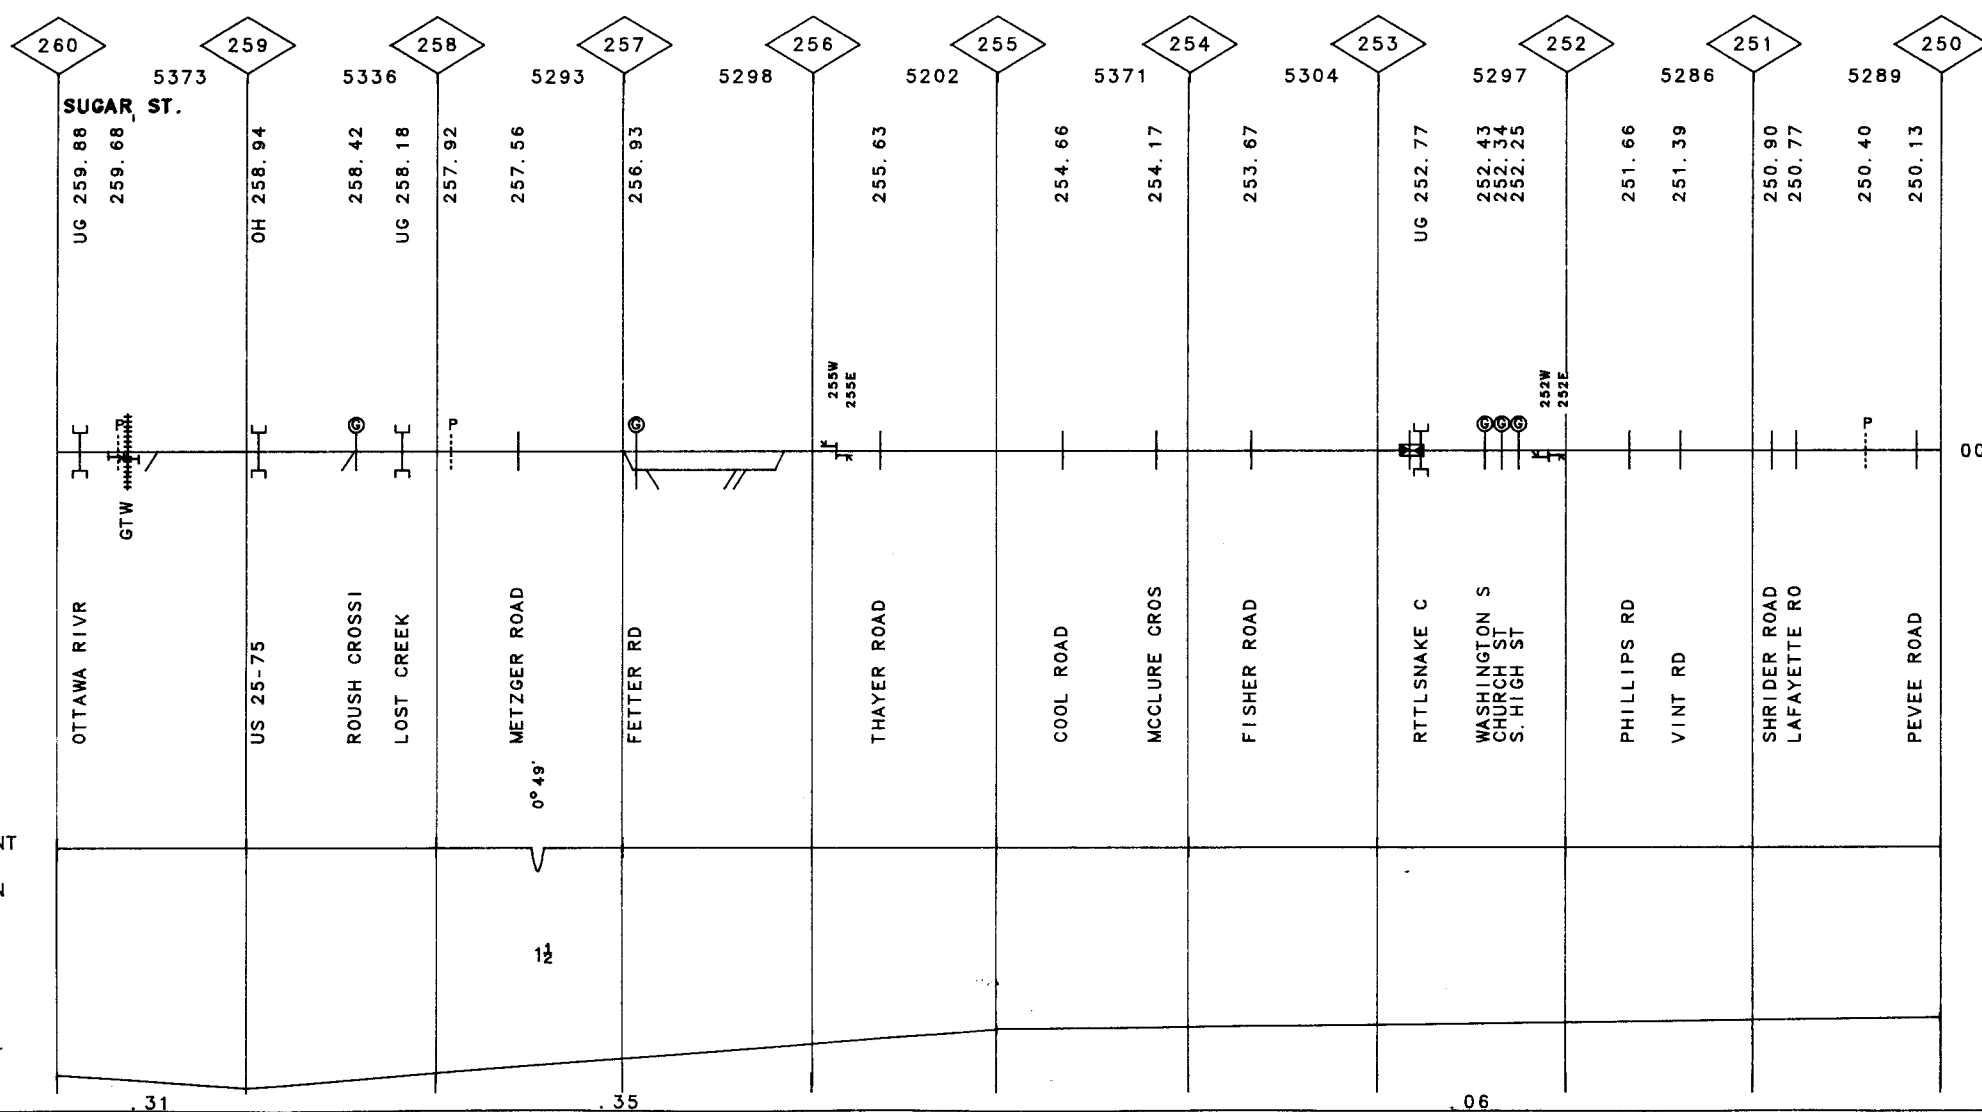 260 259 258 257 256 255 254 253 252 251 250
5373 5336 5293 5298 5202 5371 5304 5297 5286 5289
SUGAR ST.
UG 259.88
259.68
OH 258.94
258.42
UG 258.18
257.92
257.56
256.93
255.63
254.66
254.17
253.67
UG 252.77
252.43
252.34
252.25
251.66
251.39
250.90
250.77
250.40
250.13
255W
255E
252W
252E
P G P G G G G P
GTW
00
OTTAWA RIVR
US 25-75
ROUSH CROSSI
LOST CREEK
METZGER ROAD
FETTER RD
THAYER ROAD
COOL ROAD
MCCLURE CROS
FISHER ROAD
RTTLSNAKE C
WASHINGTON S
CHURCH ST
S. HIGH ST
PHILLIPS RD
VINT RD
SHRIDER ROAD
LAFAYETTE RO
PEVEE ROAD
0°49'
NT
N
1½
.31 .35 .06